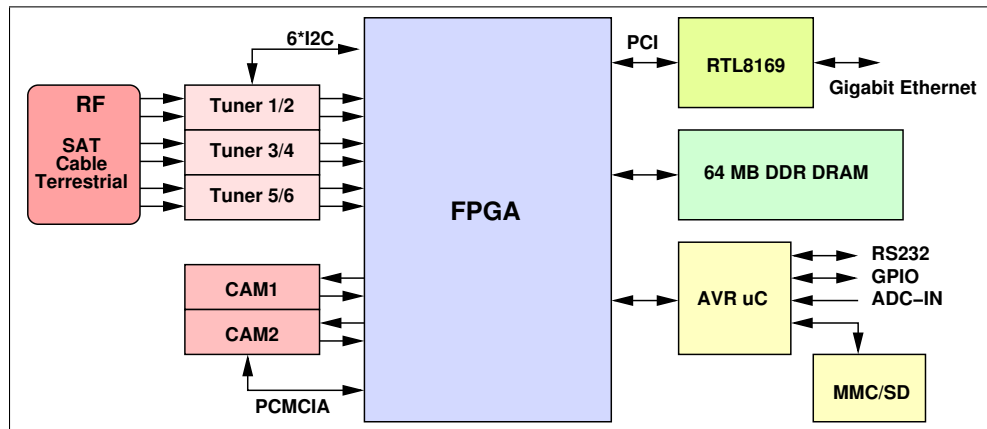 6*I2C
RF
SAT
Cable
Terrestrial
Tuner 1/2
Tuner 3/4
Tuner 5/6
CAM1
CAM2
PCMCIA
FPGA
PCI
RTL8169
Gigabit Ethernet
64 MB DDR DRAM
AVR uC
RS232
GPIO
ADC−IN
MMC/SD